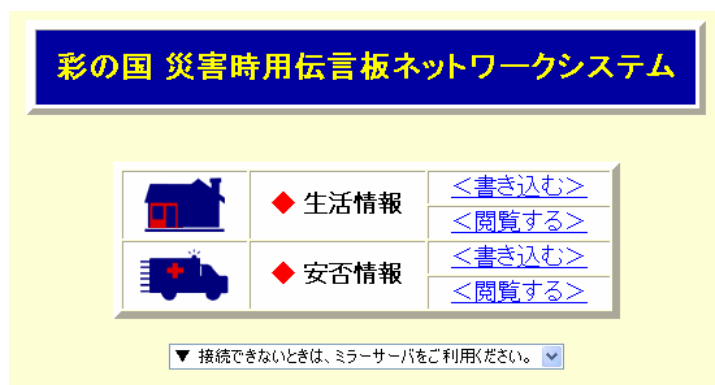 彩の国 災害時用伝言板ネットワークシステム
◆ 生活情報
＜書き込む＞
＜閲覧する＞
◆ 安否情報
＜書き込む＞
＜閲覧する＞
▼ 接続できないときは、ミラーサーバをご利用ください。